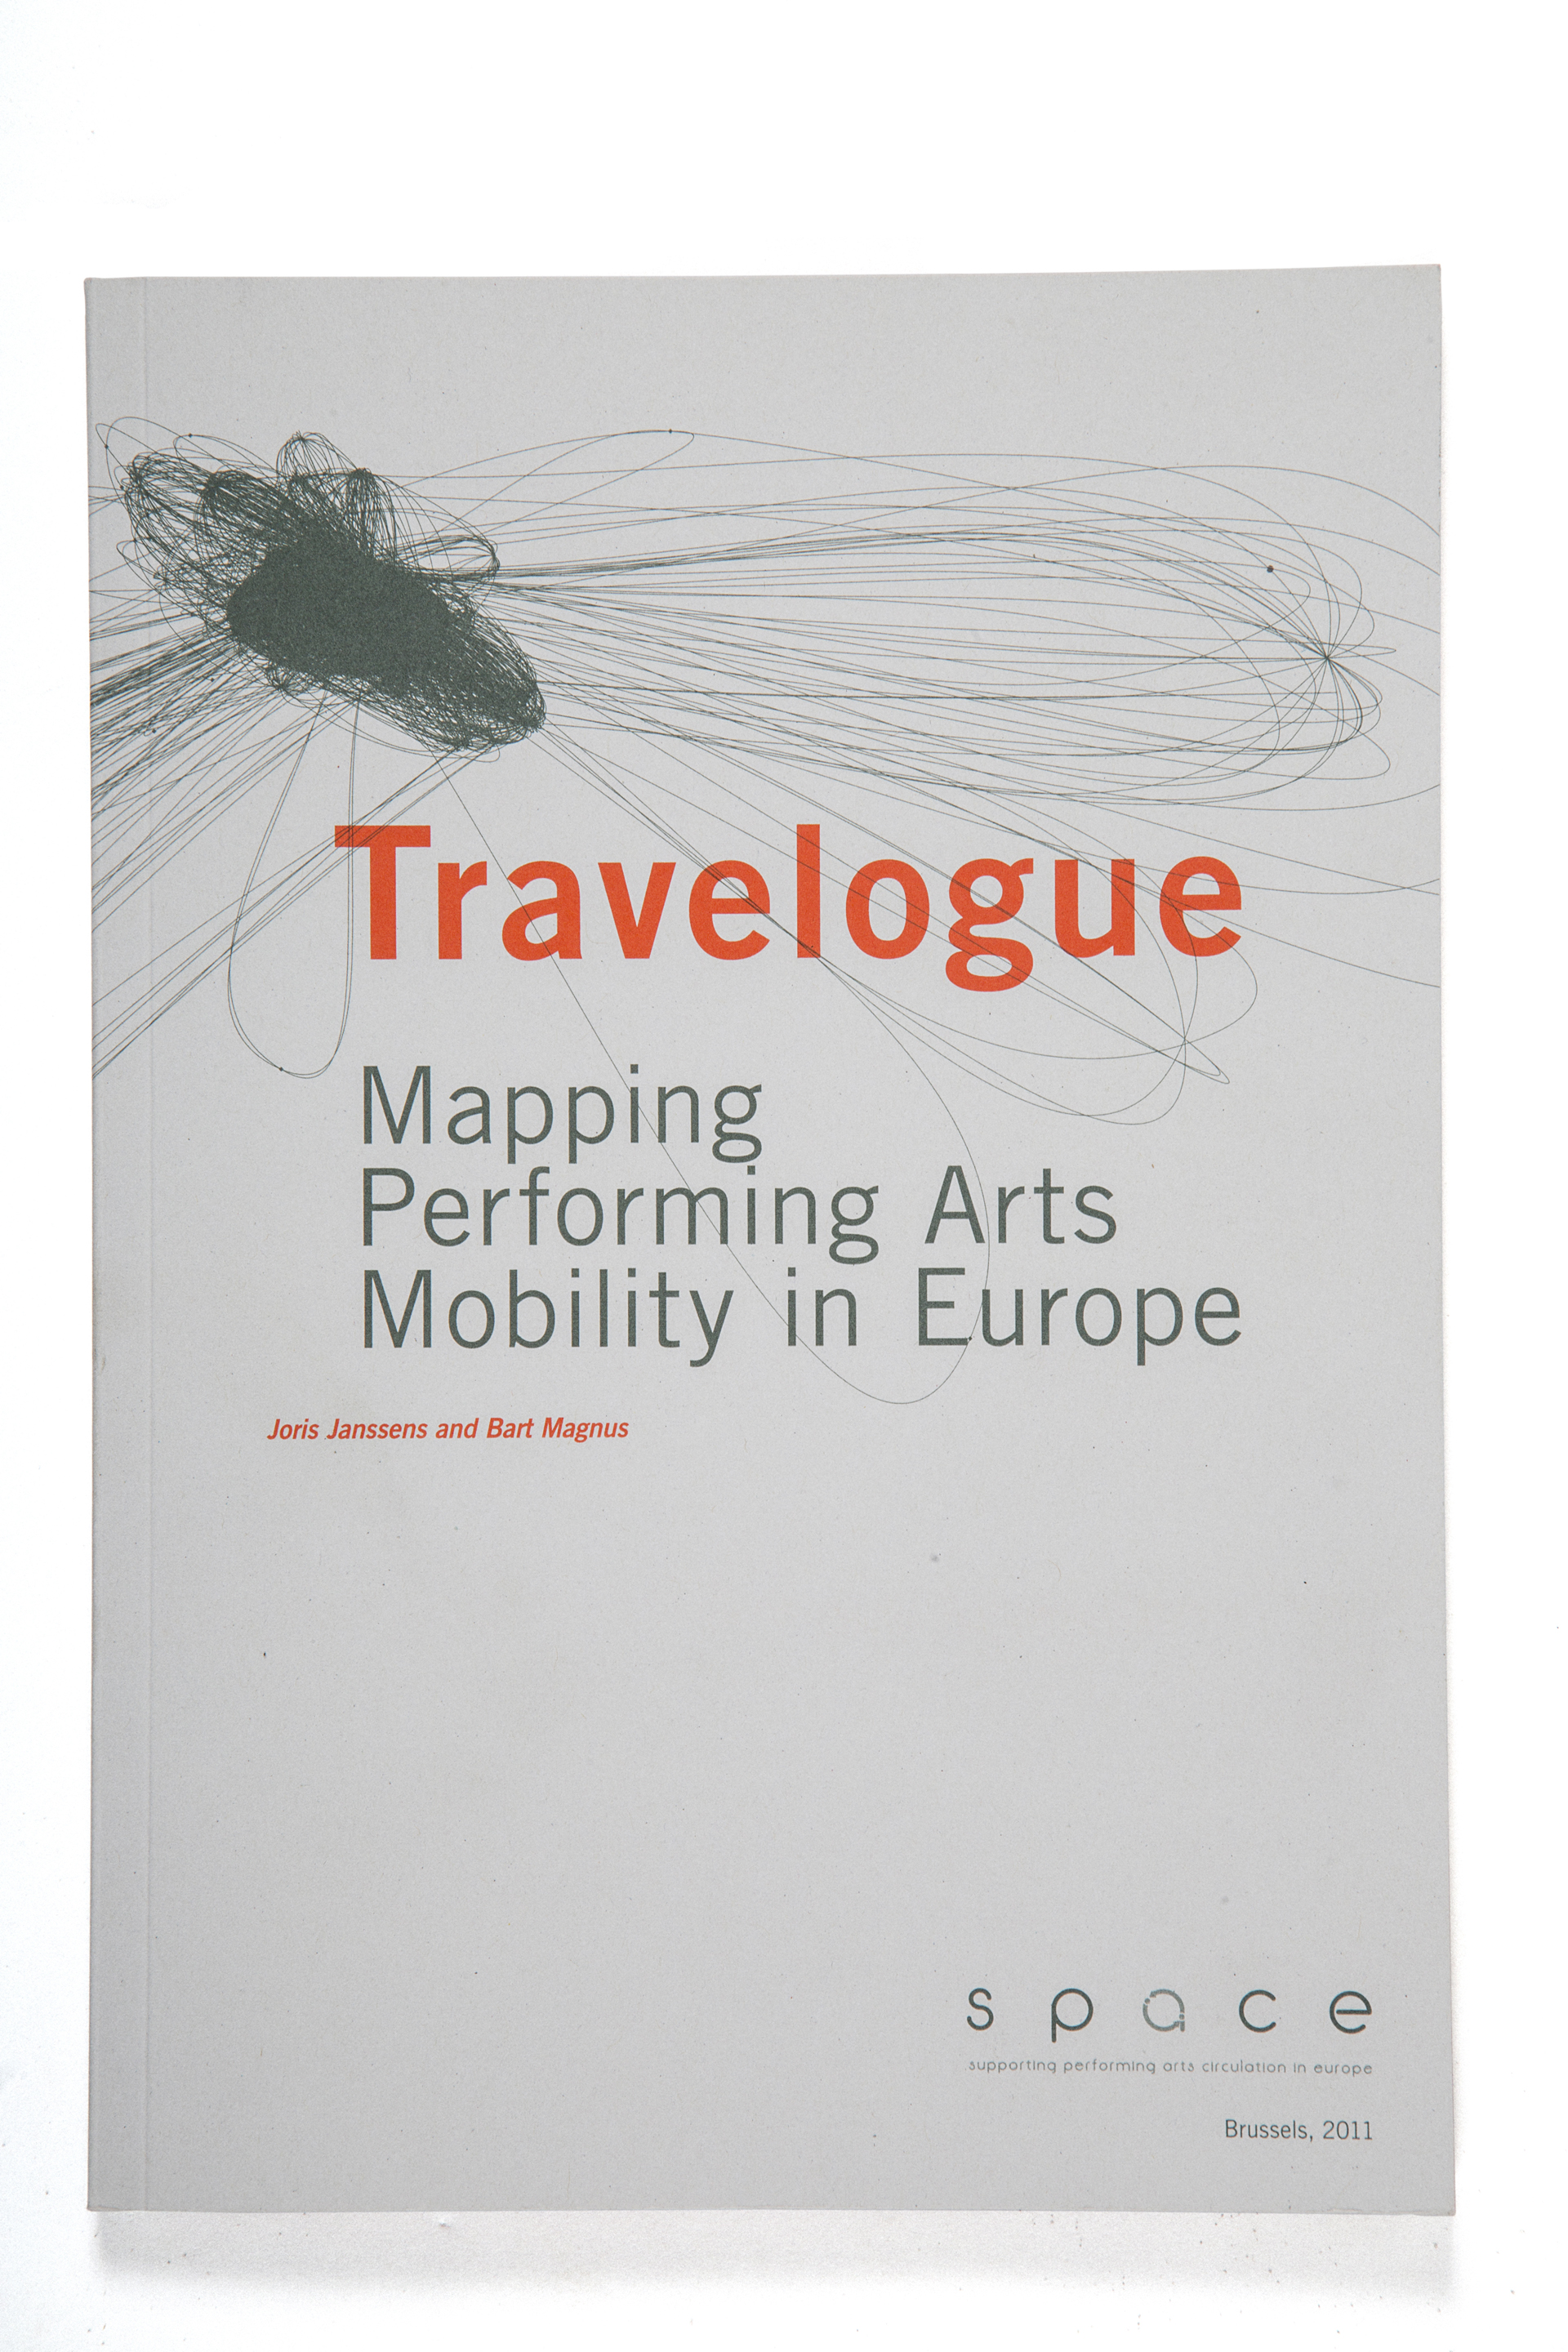 Travelogue
Mapping
Performing Arts
Mobility in Europe
Joris Janssens and Bart Magnus
space
supporting performing arts circulation in europe
Brussels, 2011